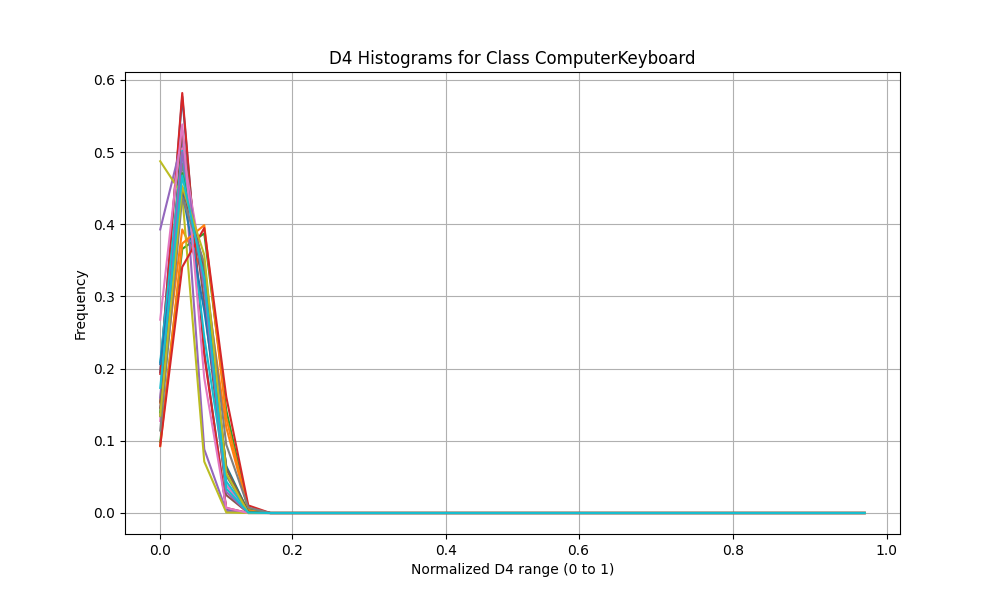 D4 Histograms for Class ComputerKeyboard
0.6
0.5
0.4
0.3
0.2
0.1
0.0
Frequency
0.0 0.2 0.4 0.6 0.8 1.0
Normalized D4 range (0 to 1)